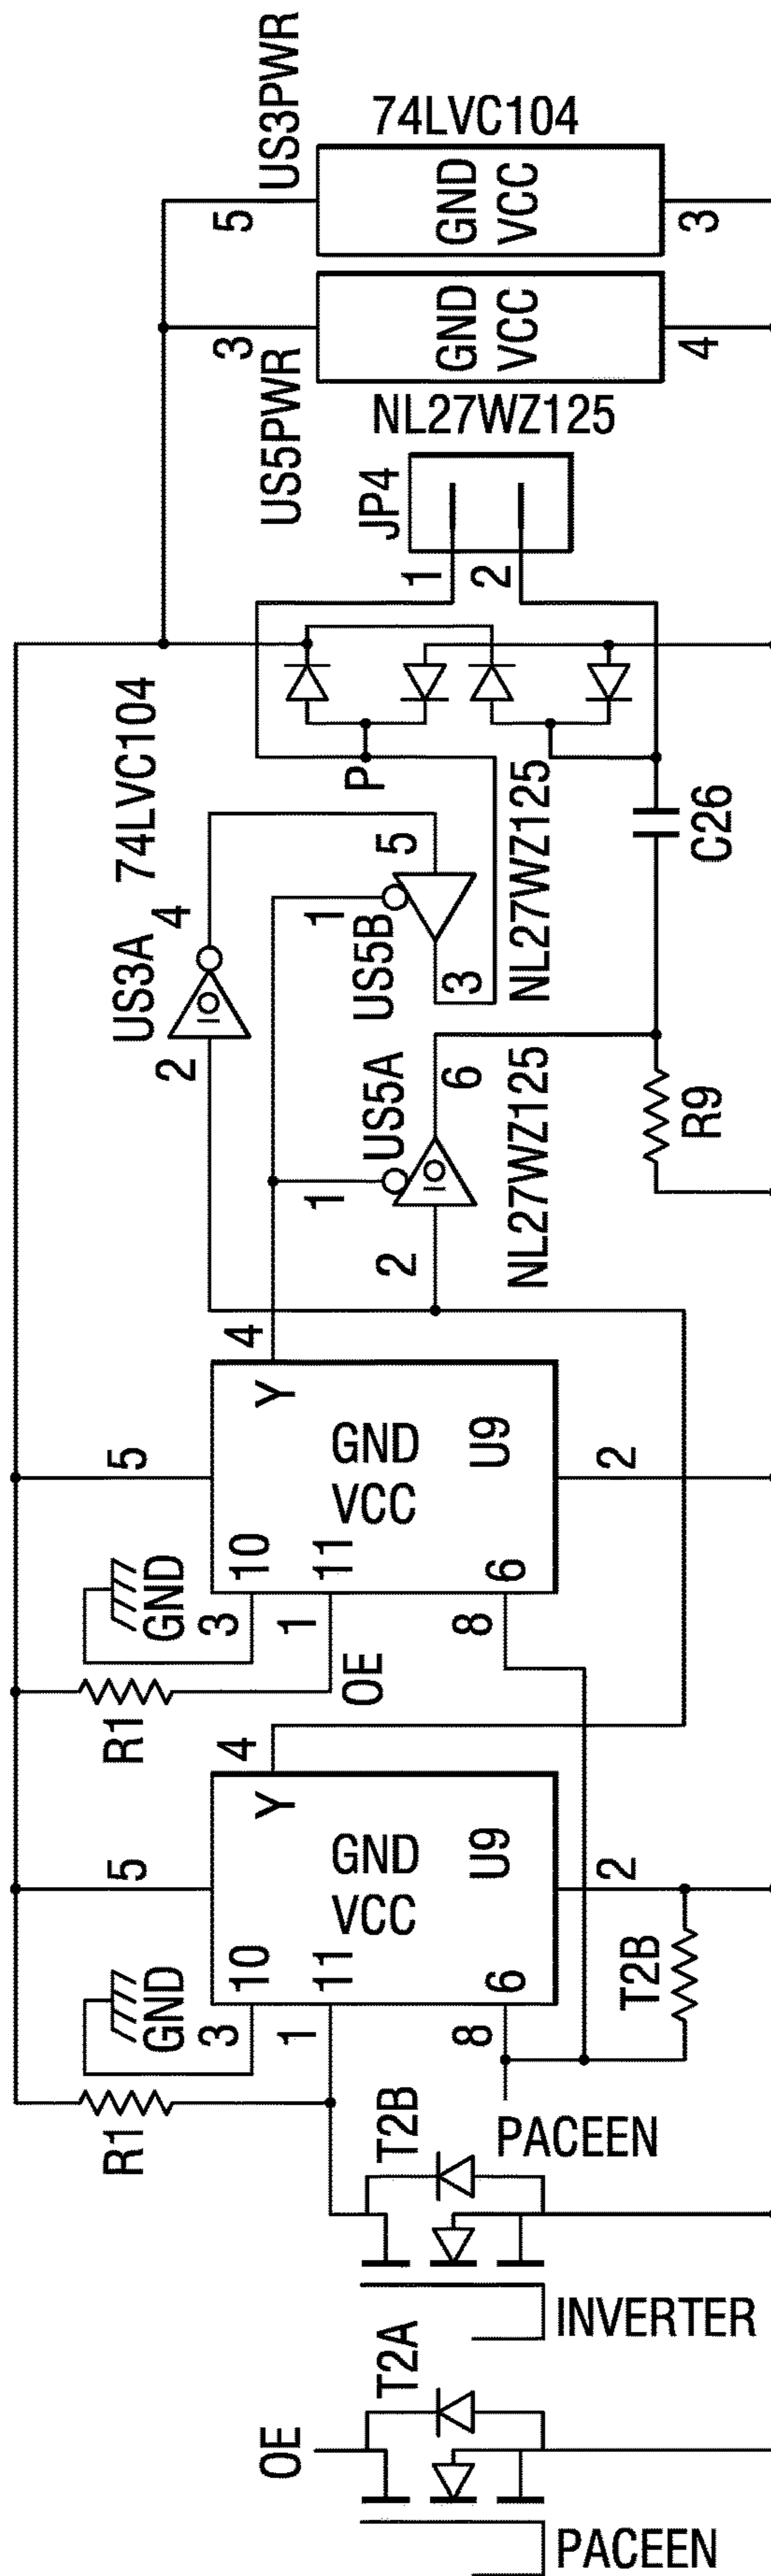 US3PWR
74LVC104
5
GND
VCC
3
3
GND
VCC
4
US5PWR
NL27WZ125
JP4
1
2
74LVC104
P
US3A
4
2
5
1
US5B
3
NL27WZ125
C26
US5A
6
1
2
NL27WZ125
R9
4
Y
5
GND
VCC
U9
2
10
11
6
GND
3
1
8
OE
R1
4
Y
5
GND
VCC
U9
2
10
11
6
GND
3
1
8
T2B
R1
T2B
PACEEN
INVERTER
T2A
OE
PACEEN